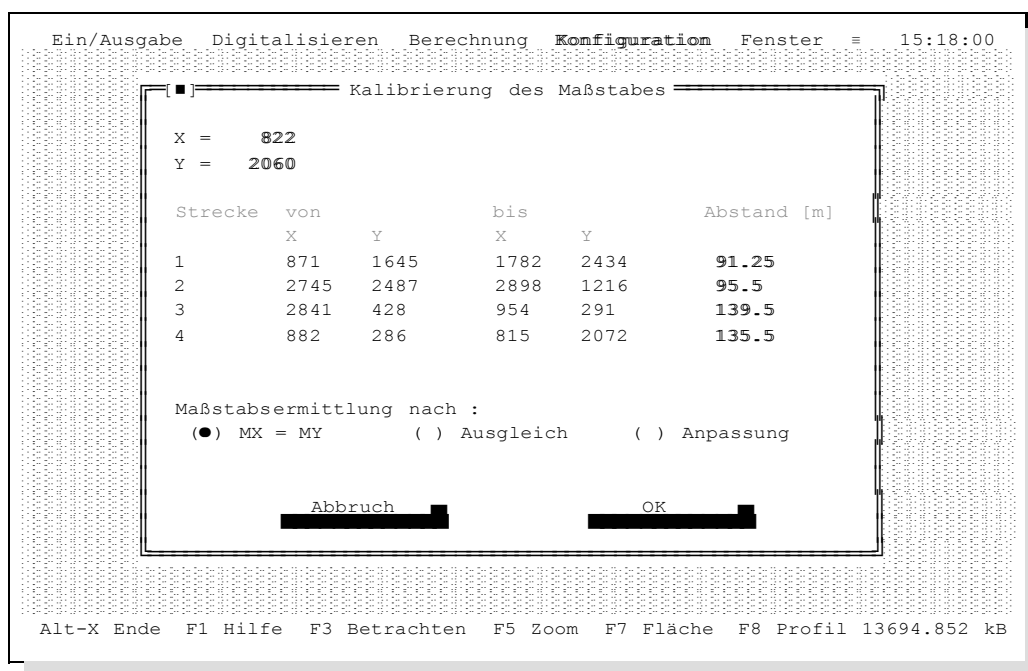 Ein/Ausgabe Digitalisieren Berechnung Konfiguration Fenster ≡ 15:18:00
[■] Kalibrierung des Maßstabes
X = 822
Y = 2060
Strecke von bis Abstand [m]
X Y X Y
1 871 1645 1782 2434 91.25
2 2745 2487 2898 1216 95.5
3 2841 428 954 291 139.5
4 882 286 815 2072 135.5
Maßstabsermittlung nach :
(●) MX = MY ( ) Ausgleich ( ) Anpassung
Abbruch OK
Alt-X Ende F1 Hilfe F3 Betrachten F5 Zoom F7 Fläche F8 Profil 13694.852 kB